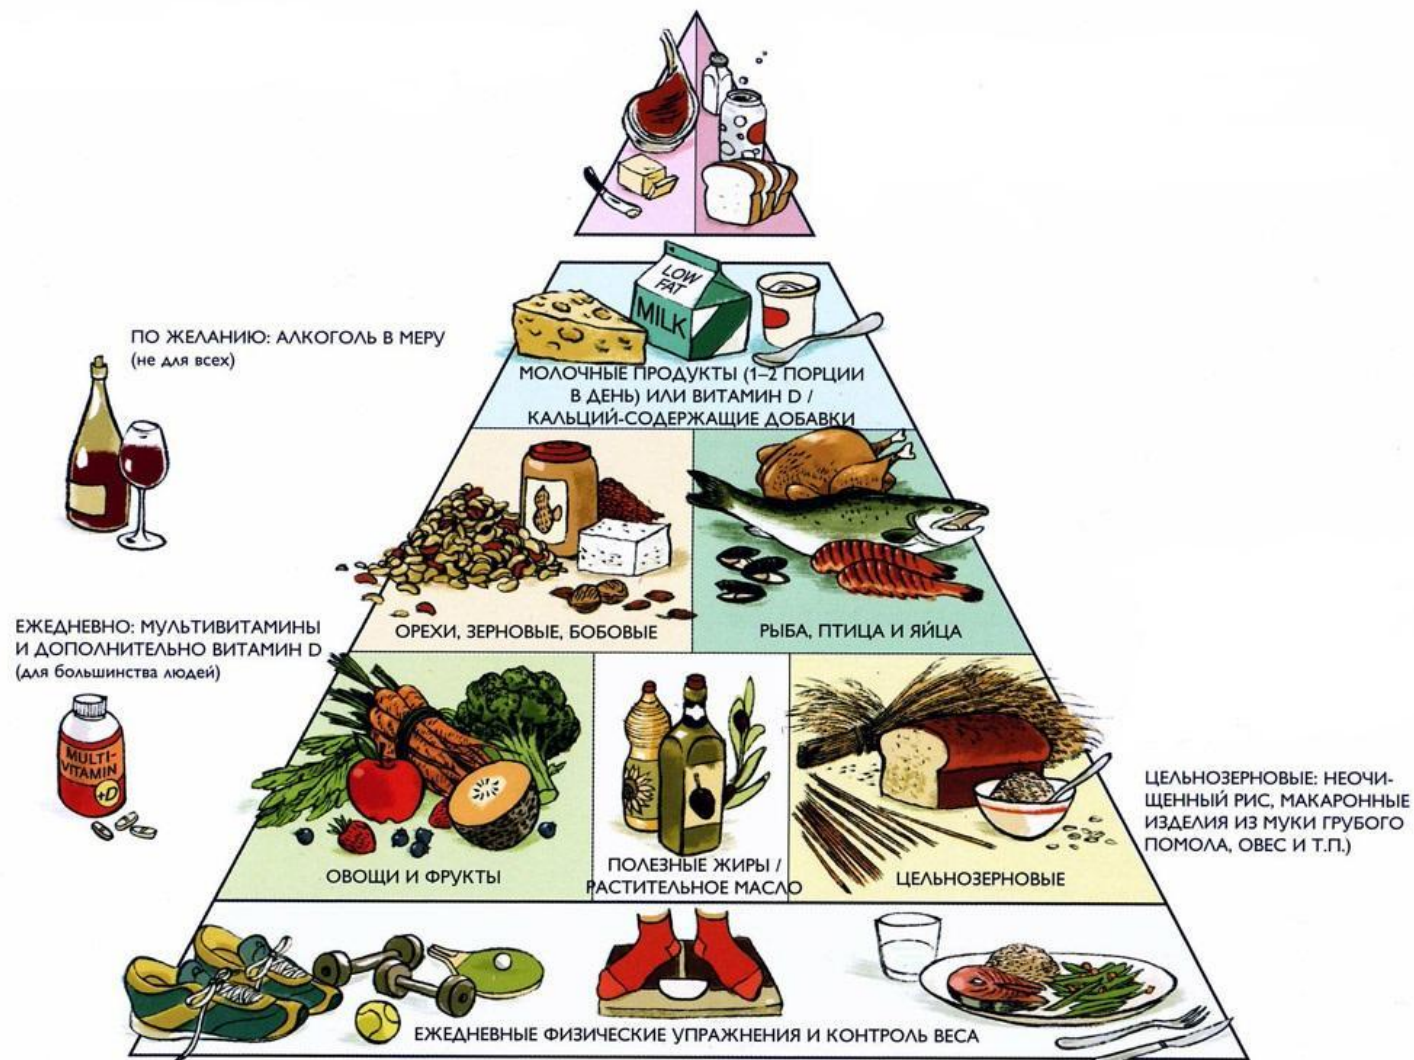 LOW
FAT
MILK
МОЛОЧНЫЕ ПРОДУКТЫ (1–2 ПОРЦИИ
В ДЕНЬ) ИЛИ ВИТАМИН D /
КАЛЬЦИЙ-СОДЕРЖАЩИЕ ДОБАВКИ
ПО ЖЕЛАНИЮ: АЛКОГОЛЬ В МЕРУ
(не для всех)
ОРЕХИ, ЗЕРНОВЫЕ, БОБОВЫЕ
РЫБА, ПТИЦА И ЯЙЦА
ЕЖЕДНЕВНО: МУЛЬТИВИТАМИНЫ
И ДОПОЛНИТЕЛЬНО ВИТАМИН D
(для большинства людей)
MULTI-
VITAMIN
+D
ОВОЩИ И ФРУКТЫ
ПОЛЕЗНЫЕ ЖИРЫ /
РАСТИТЕЛЬНОЕ МАСЛО
ЦЕЛЬНОЗЕРНОВЫЕ
ЦЕЛЬНОЗЕРНОВЫЕ: НЕОЧИ-
ЩЕННЫЙ РИС, МАКАРОННЫЕ
ИЗДЕЛИЯ ИЗ МУКИ ГРУБОГО
ПОМОЛА, ОВЕС И Т.П.)
ЕЖЕДНЕВНЫЕ ФИЗИЧЕСКИЕ УПРАЖНЕНИЯ И КОНТРОЛЬ ВЕСА